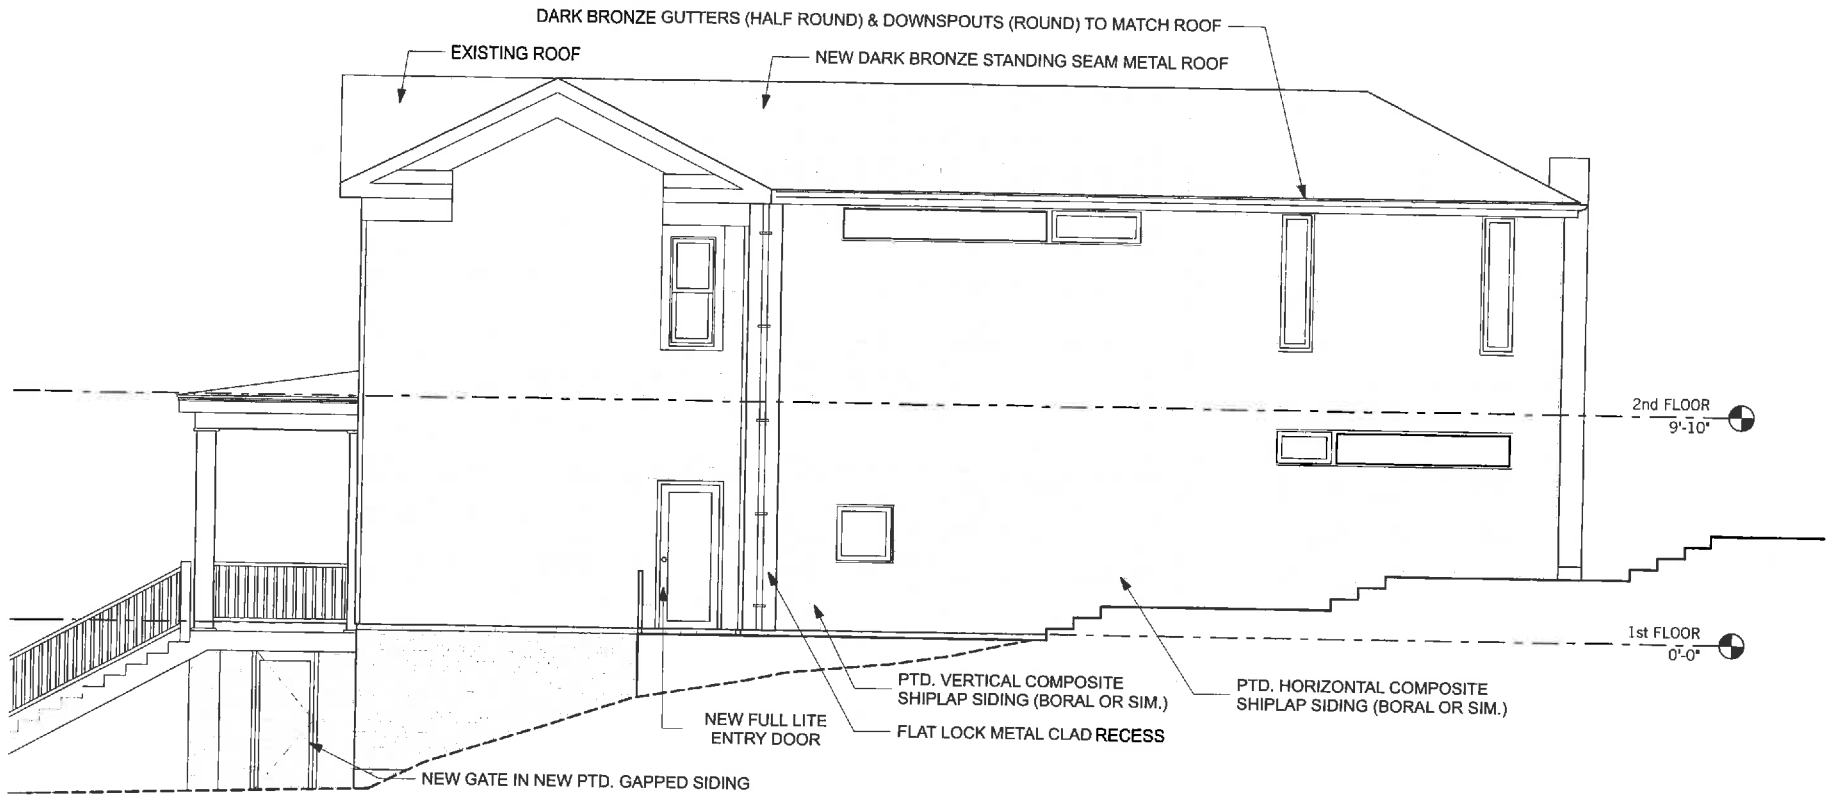 DARK BRONZE GUTTERS (HALF ROUND) & DOWNSPOUTS (ROUND) TO MATCH ROOF
EXISTING ROOF
NEW DARK BRONZE STANDING SEAM METAL ROOF
2nd FLOOR
9'-10"
1st FLOOR
0'-0"
PTD. VERTICAL COMPOSITE
SHIPLAP SIDING (BORAL OR SIM.)
PTD. HORIZONTAL COMPOSITE
SHIPLAP SIDING (BORAL OR SIM.)
NEW FULL LITE
ENTRY DOOR
FLAT LOCK METAL CLAD RECESS
NEW GATE IN NEW PTD. GAPPED SIDING